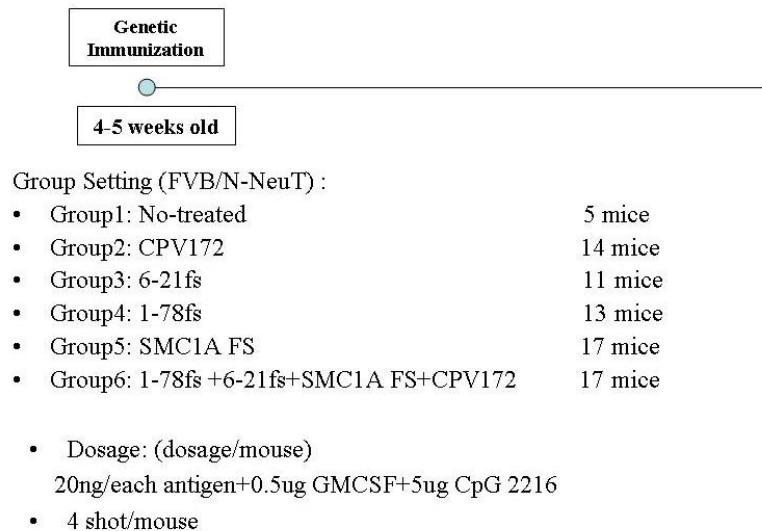 Genetic
Immunization
4-5 weeks old
Group Setting (FVB/N-NeuT) :
• Group1: No-treated 5 mice
• Group2: CPV172 14 mice
• Group3: 6-21fs 11 mice
• Group4: 1-78fs 13 mice
• Group5: SMC1A FS 17 mice
• Group6: 1-78fs +6-21fs+SMC1A FS+CPV172 17 mice
• Dosage: (dosage/mouse)
20ng/each antigen+0.5ug GMCSF+5ug CpG 2216
• 4 shot/mouse